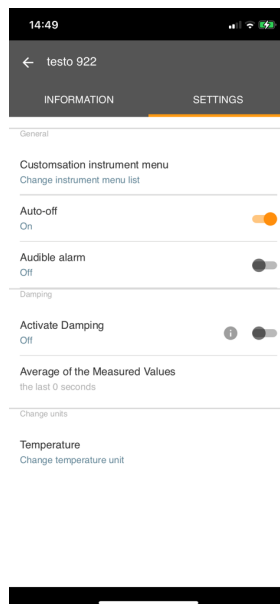 14:49
testo 922
INFORMATION SETTINGS
General
Customsation instrument menu
Change instrument menu list
Auto-off
On
Audible alarm
Off
Damping
Activate Damping
Off
Average of the Measured Values
the last 0 seconds
Change units
Temperature
Change temperature unit